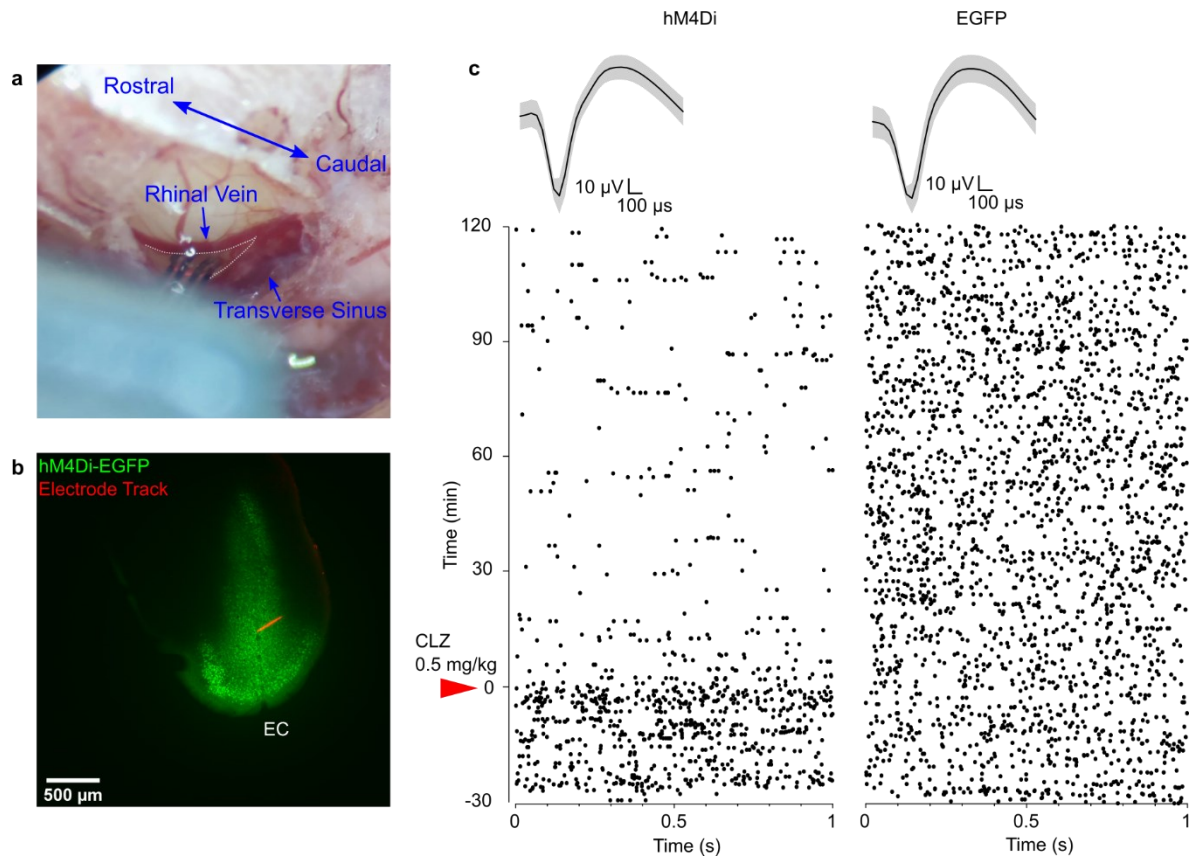 a
Rostral
Caudal
Rhinal Vein
Transverse Sinus
b
hM4Di-EGFP
Electrode Track
EC
500 µm
c
hM4Di
EGFP
10 µV
100 µs
10 µV
100 µs
120
90
60
30
0
-30
Time (min)
CLZ
0.5 mg/kg
0
0.5
1
Time (s)
0
0.5
1
Time (s)